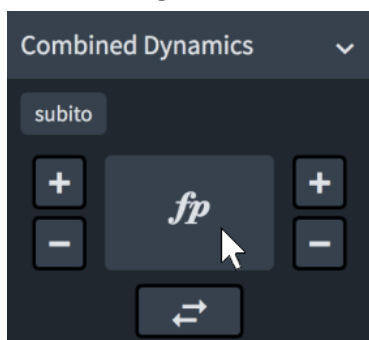 Combined Dynamics
subito
+ fp +
− −